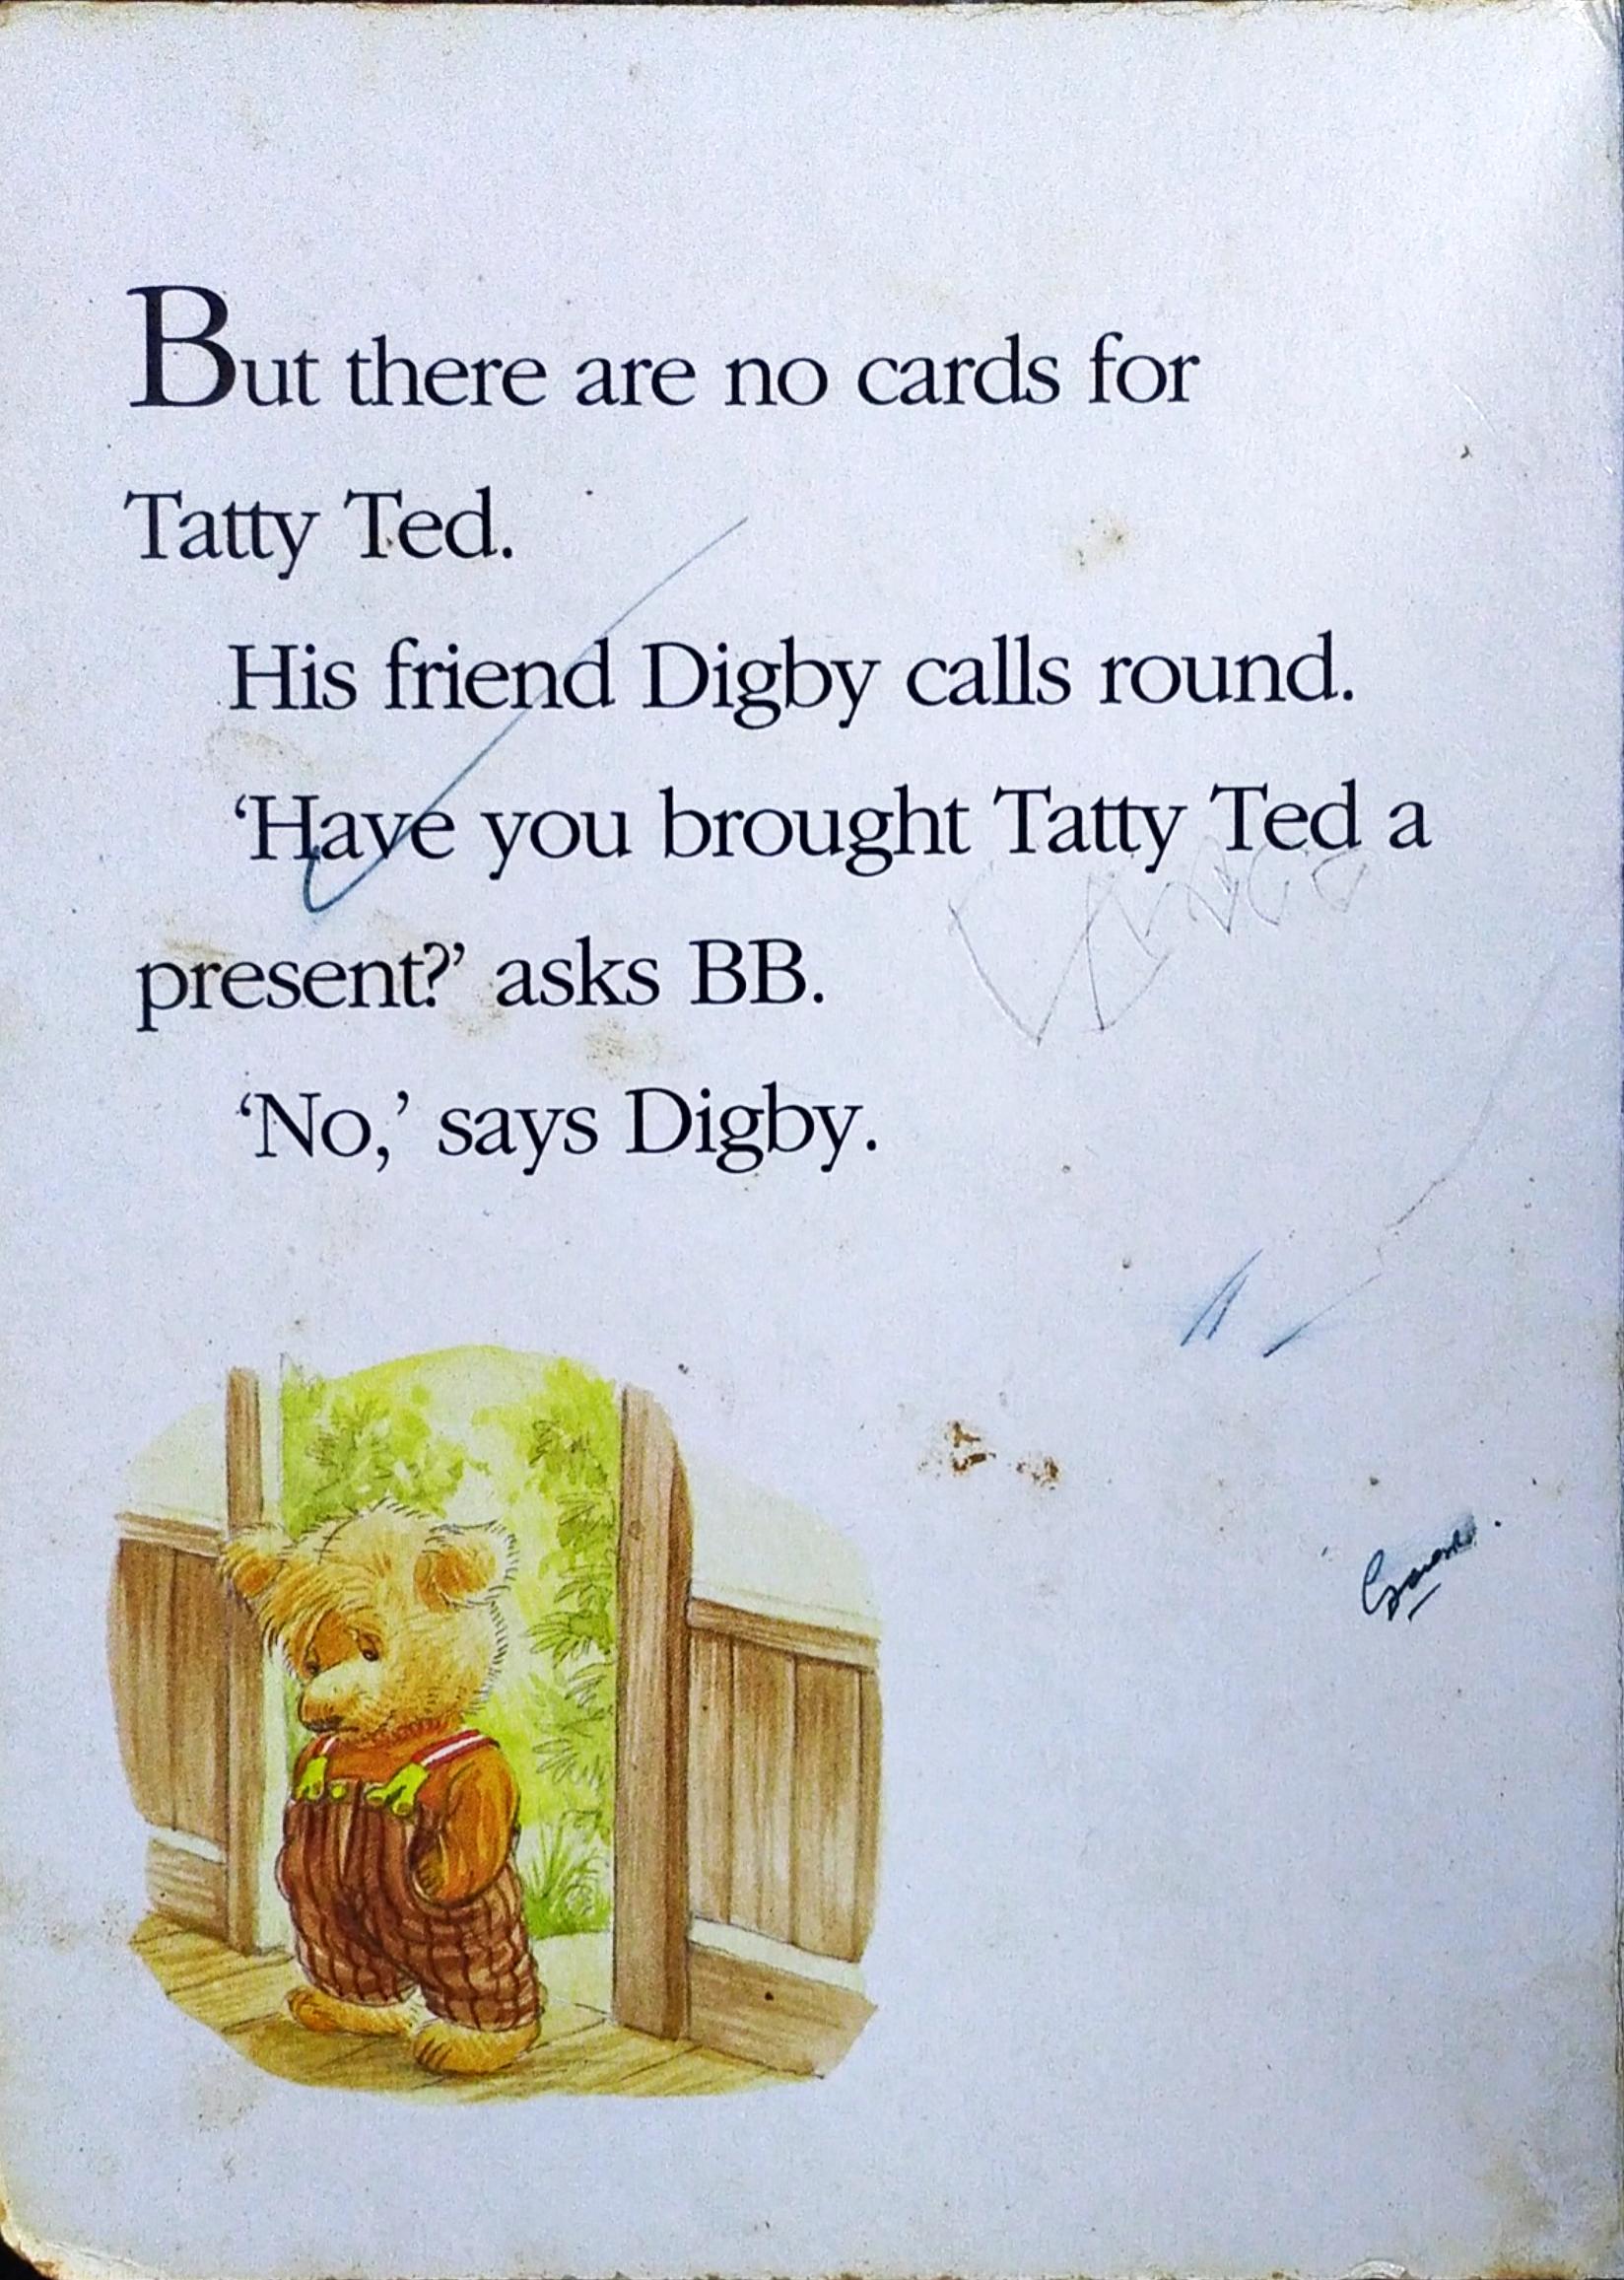 But there are no cards for
Tatty Ted.
His friend Digby calls round.
‘Have you brought Tatty Ted a
present?’ asks BB.
‘No,’ says Digby.